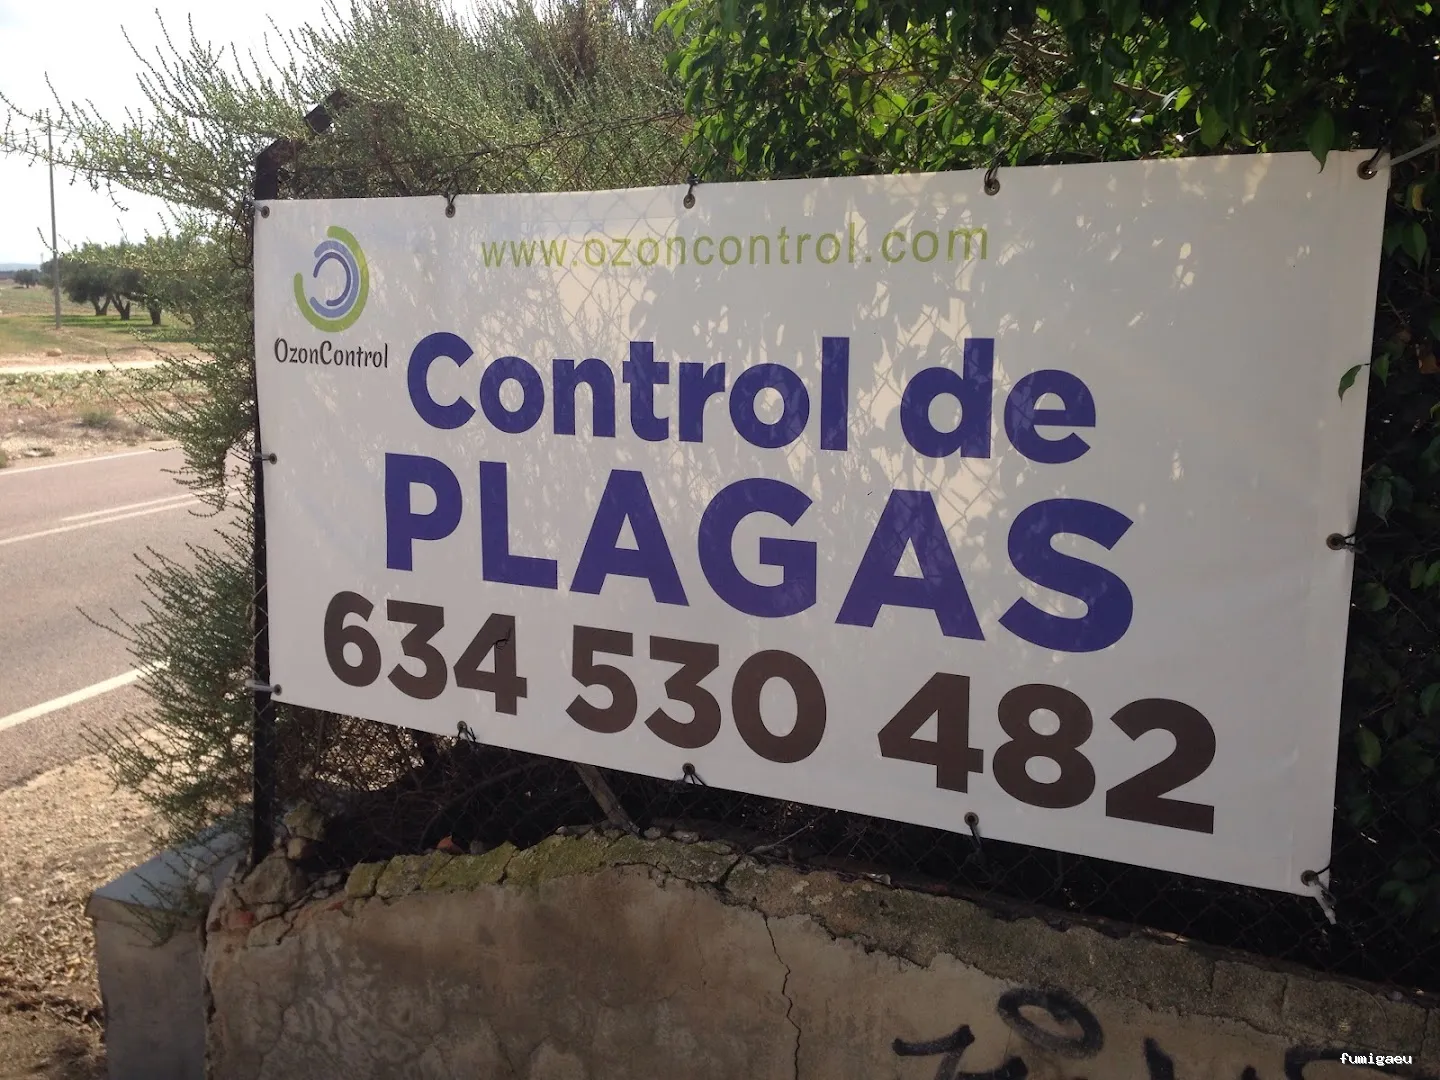 www.ozoncontrol.com
OzonControl
Control de
PLAGAS
634 530 482
fumigaeu